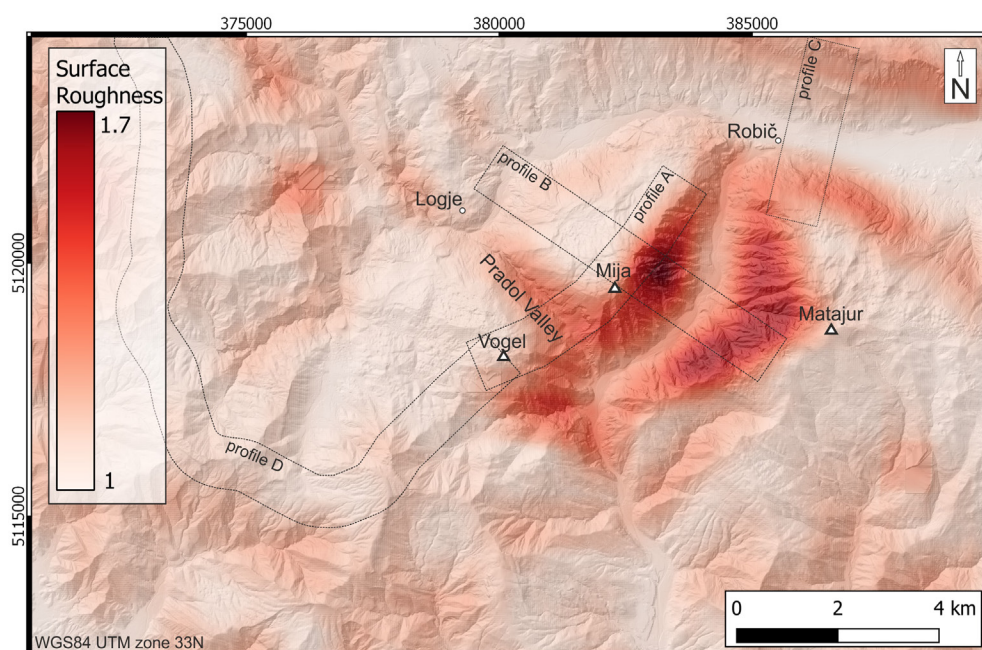 375000
380000
385000
Surface
Roughness
1.7
1
N
profile C
Robič
profile B
profile A
Logje
5120000
Mija
Pradol Valley
Matajur
Vogel
profile D
5115000
0
2
4 km
WGS84 UTM zone 33N